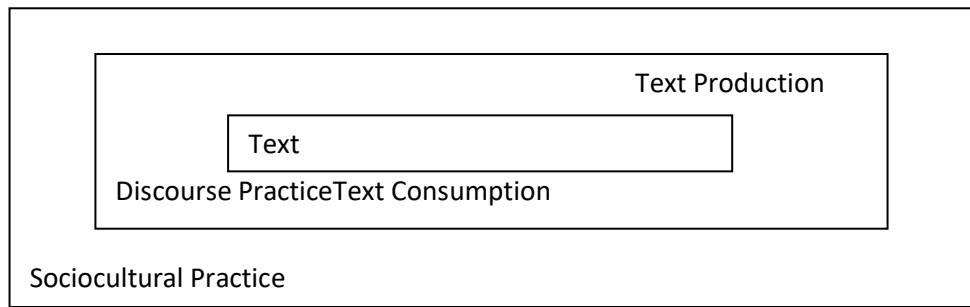 Text Production
Text
Discourse PracticeText Consumption
Sociocultural Practice